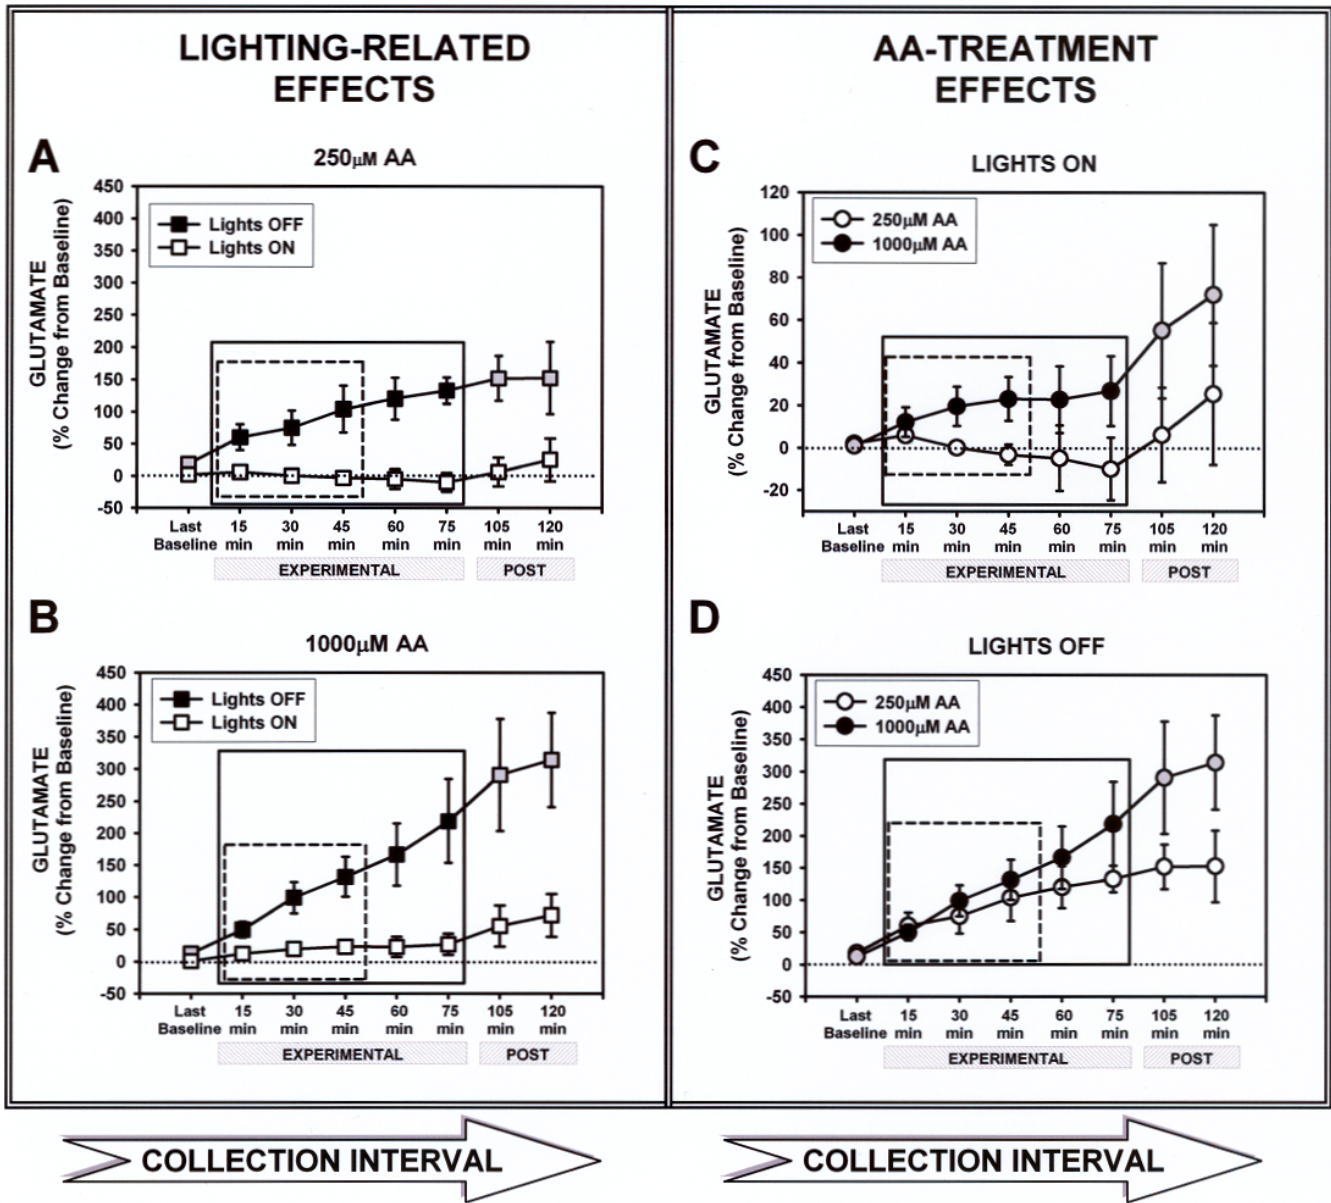 LIGHTING-RELATED
EFFECTS
A
250µM AA
GLUTAMATE
(% Change from Baseline)
450
400
350
300
250
200
150
100
50
0
-50
Lights OFF
Lights ON
Last
Baseline
15
min
30
min
45
min
60
min
75
min
105
min
120
min
EXPERIMENTAL
POST
B
1000µM AA
GLUTAMATE
(% Change from Baseline)
450
400
350
300
250
200
150
100
50
0
-50
Lights OFF
Lights ON
Last
Baseline
15
min
30
min
45
min
60
min
75
min
105
min
120
min
EXPERIMENTAL
POST
COLLECTION INTERVAL
AA-TREATMENT
EFFECTS
C
LIGHTS ON
GLUTAMATE
(% Change from Baseline)
120
100
80
60
40
20
0
-20
250µM AA
1000µM AA
Last
Baseline
15
min
30
min
45
min
60
min
75
min
105
min
120
min
EXPERIMENTAL
POST
D
LIGHTS OFF
GLUTAMATE
(% Change from Baseline)
450
400
350
300
250
200
150
100
50
0
-50
250µM AA
1000µM AA
Last
Baseline
15
min
30
min
45
min
60
min
75
min
105
min
120
min
EXPERIMENTAL
POST
COLLECTION INTERVAL